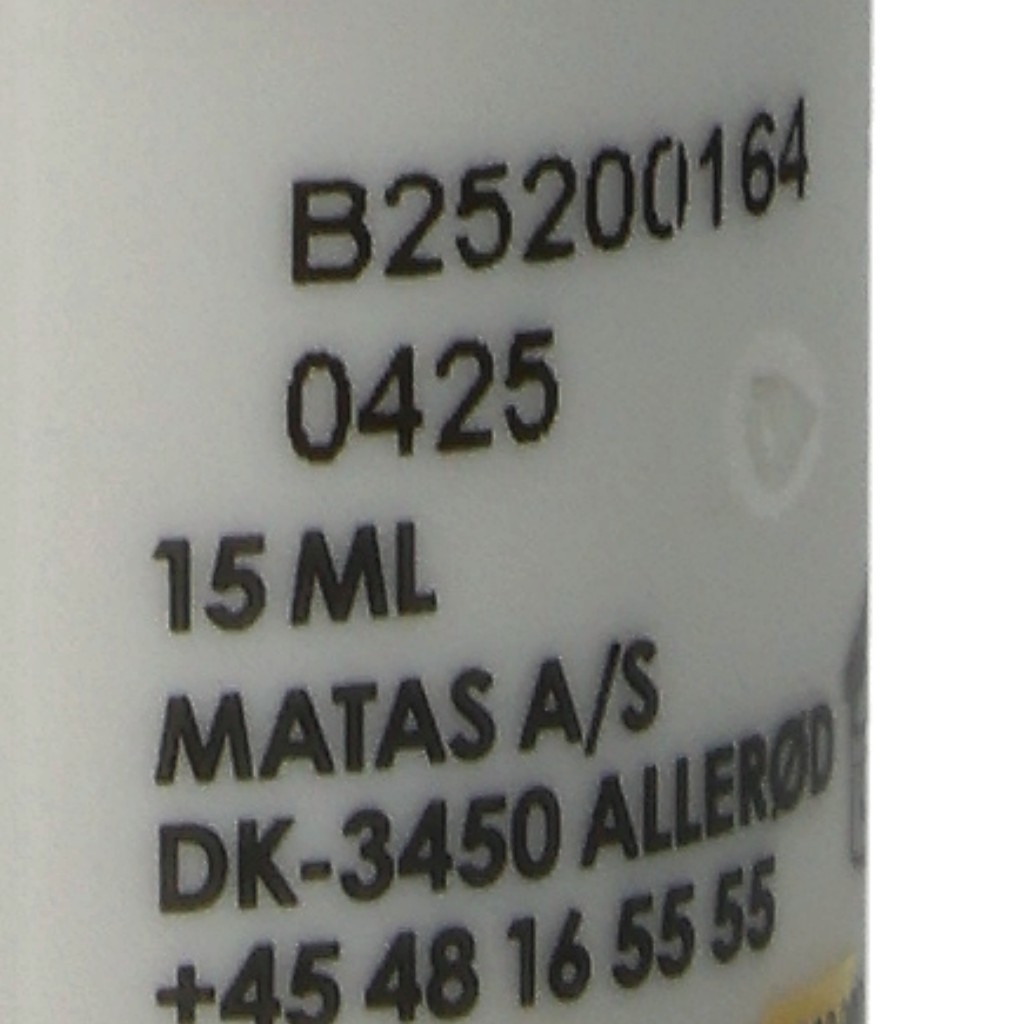 B25200164
0425
15 ML
MATAS A/S
DK-3450 ALLERØD
+45 48 16 55 55